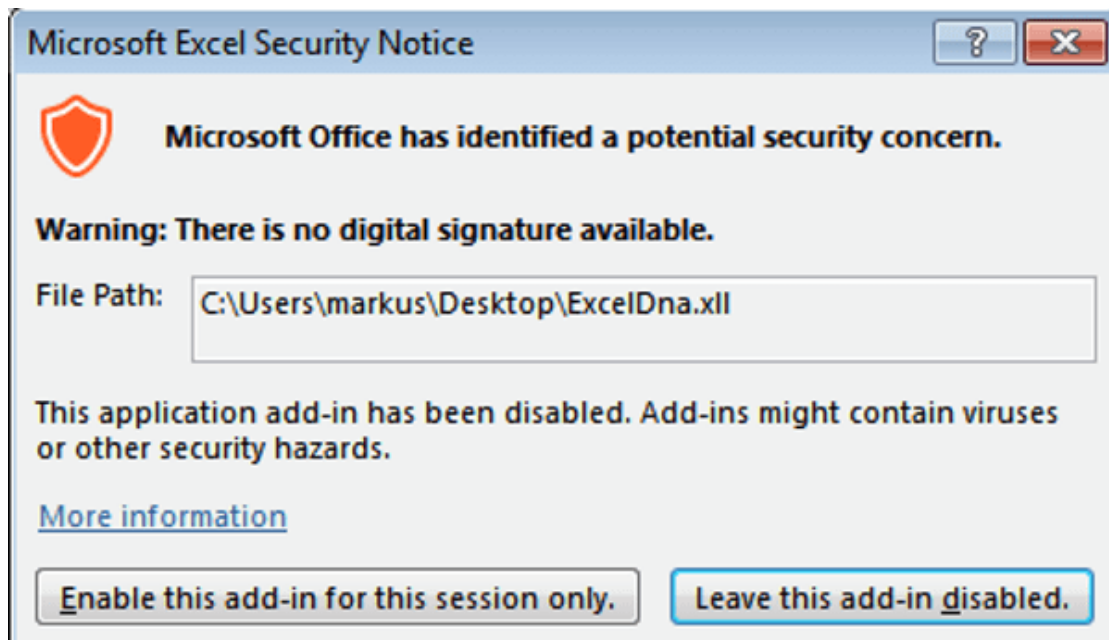 Microsoft Excel Security Notice
Microsoft Office has identified a potential security concern.
Warning: There is no digital signature available.
File Path: C:\Users\markus\Desktop\ExcelDna.xll
This application add-in has been disabled. Add-ins might contain viruses
or other security hazards.
More information
Enable this add-in for this session only. Leave this add-in disabled.